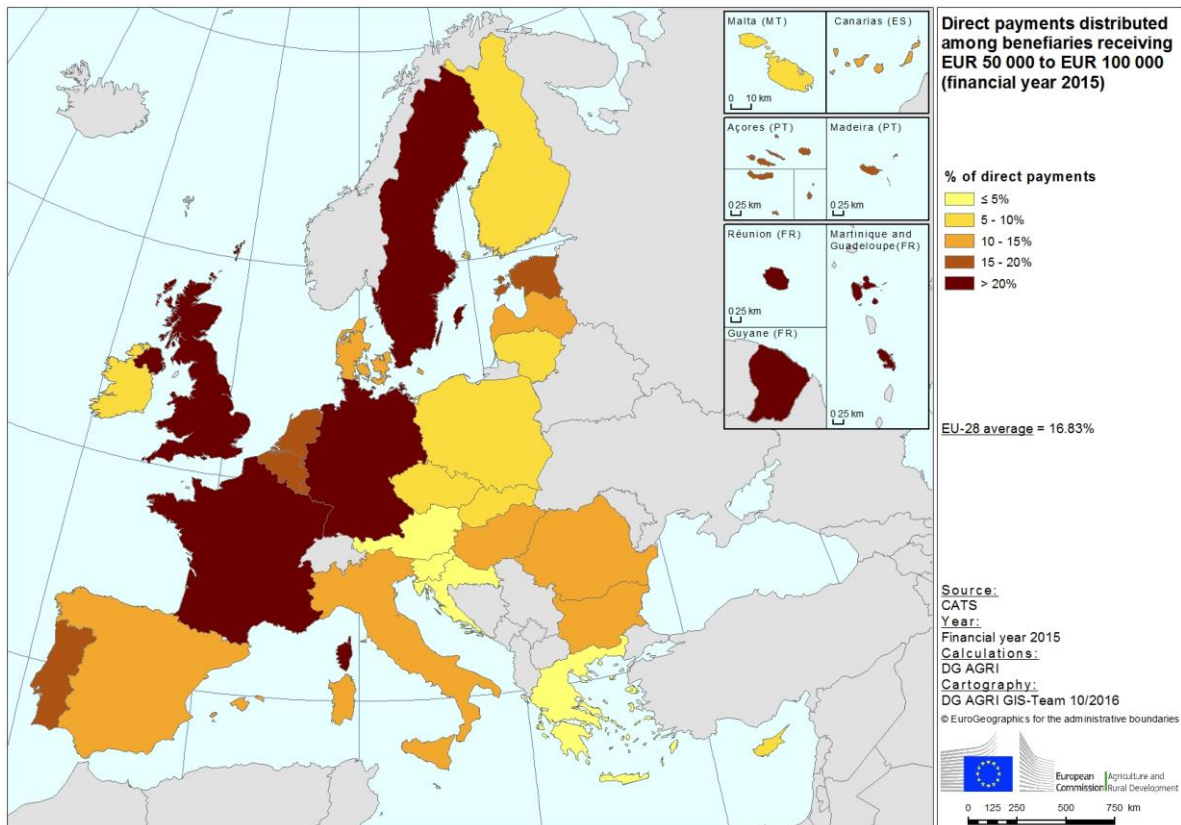 Malta (MT)
0 10 km
Canarias (ES)
Açores (PT)
0 25 km
0 25 km
Madeira (PT)
0 25 km
Réunion (FR)
0 25 km
Martinique and
Guadeloupe(FR)
0 25 km
Guyane (FR)
Direct payments distributed
among benefiaries receiving
EUR 50 000 to EUR 100 000
(financial year 2015)
% of direct payments
≤ 5%
5 - 10%
10 - 15%
15 - 20%
> 20%
EU-28 average = 16.83%
Source:
CATS
Year:
Financial year 2015
Calculations:
DG AGRI
Cartography:
DG AGRI GIS-Team 10/2016
© EuroGeographics for the administrative boundaries
European
Commission
Agriculture and
Rural Development
0 125 250 500 750 km